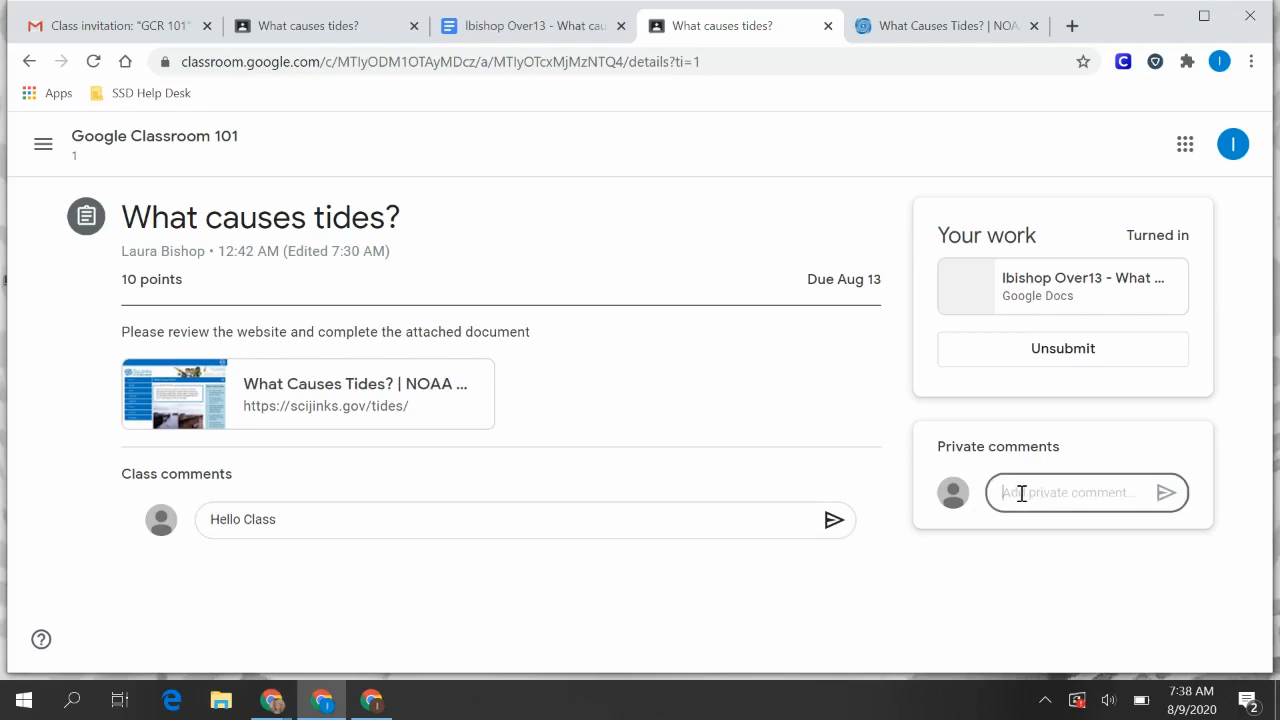 Class invitation: "GCR 101"
What causes tides?
Ibishop Over13 - What cau
What causes tides?
What Causes Tides? | NOA
classroom.google.com/c/MTIyODM1OTAyMDcz/a/MTIyOTcxMjMzNTQ4/details?ti=1
Apps
SSD Help Desk
Google Classroom 101
1
I
What causes tides?
Laura Bishop • 12:42 AM (Edited 7:30 AM)
10 points
Due Aug 13
Please review the website and complete the attached document
What Causes Tides? | NOAA ...
https://scijinks.gov/tides/
Class comments
Hello Class
Your work
Turned in
Ibishop Over13 - What ...
Google Docs
Unsubmit
Private comments
Add private comment...
7:38 AM
8/9/2020
2